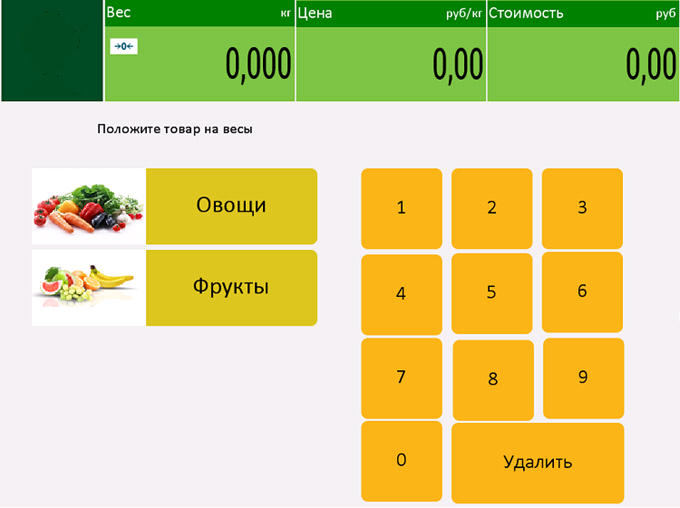 Вес кг
Цена руб/кг
Стоимость руб
→0←
0,000
0,00
0,00
Положите товар на весы
Овощи
Фрукты
1 2 3
4 5 6
7 8 9
0 Удалить